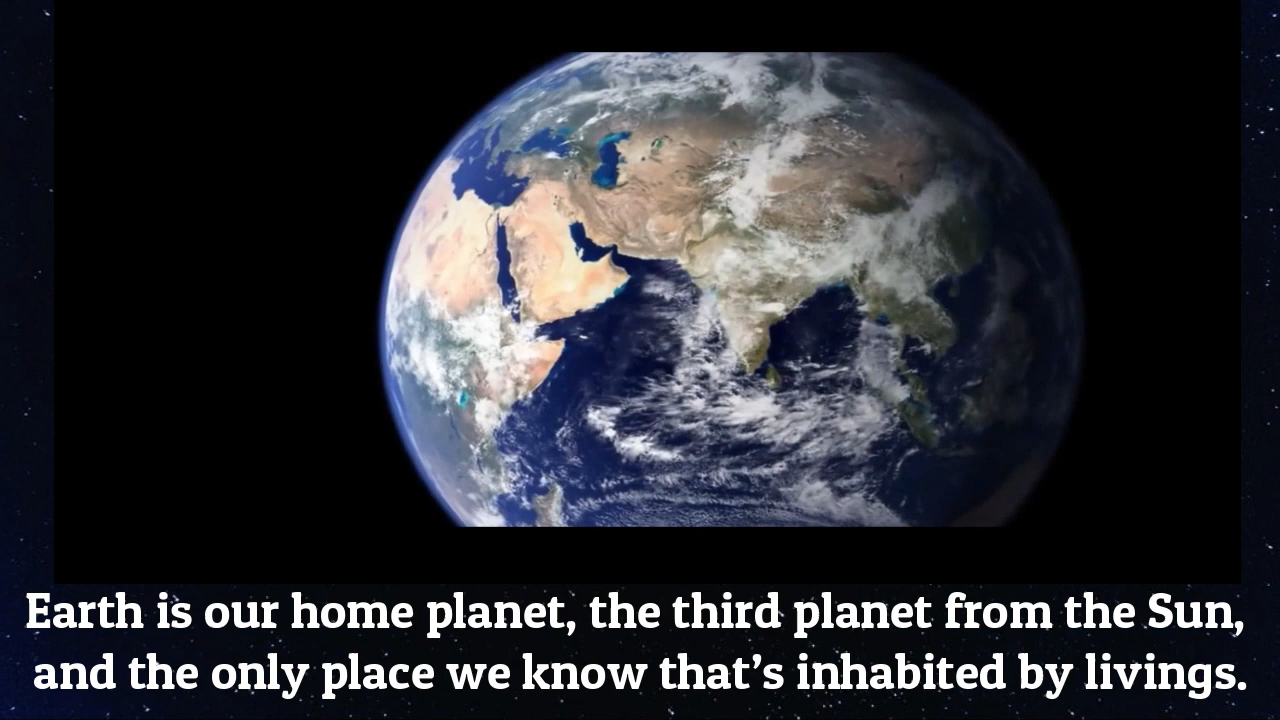 Earth is our home planet, the third planet from the Sun,
and the only place we know that’s inhabited by livings.